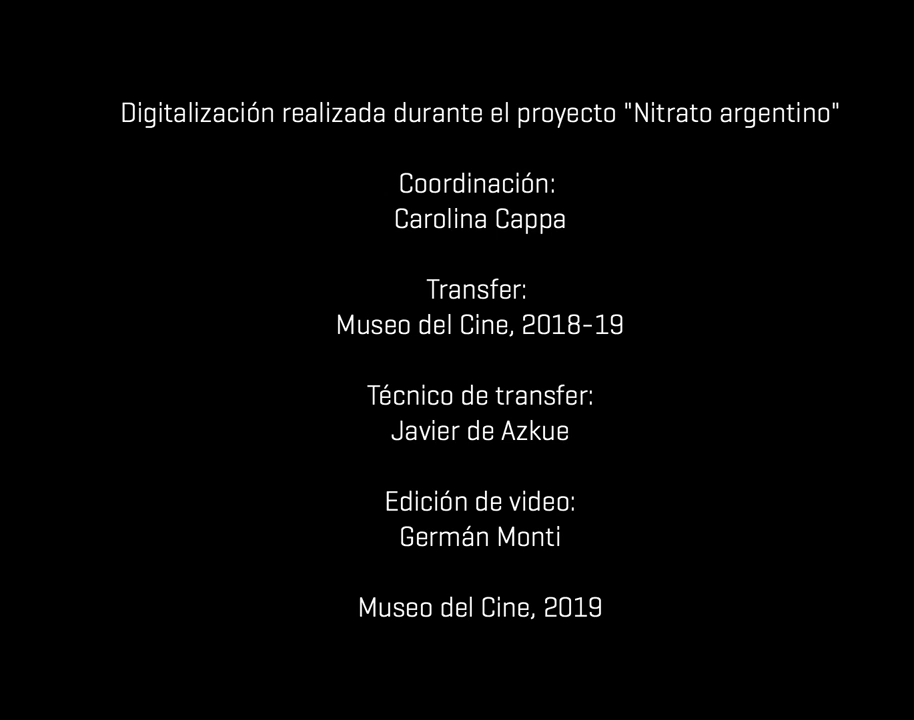 Digitalización realizada durante el proyecto "Nitrato argentino"
Coordinación:
Carolina Cappa
Transfer:
Museo del Cine, 2018-19
Técnico de transfer:
Javier de Azkue
Edición de video:
Germán Monti
Museo del Cine, 2019